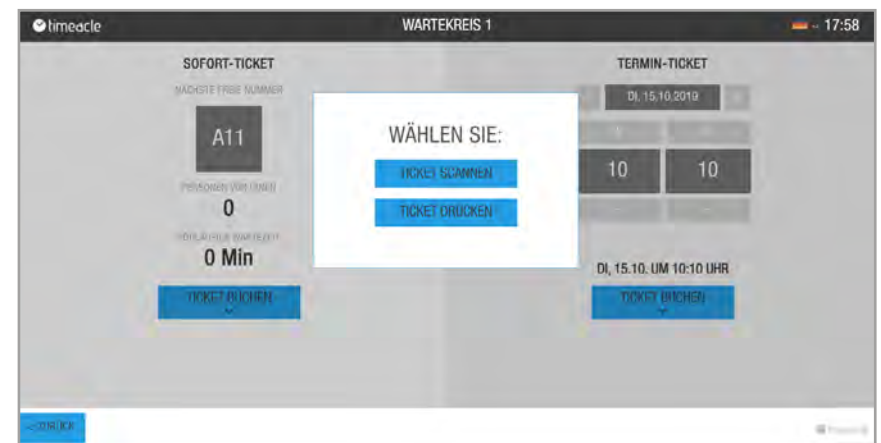 timeacle
WARTEKREIS 1
17:58
SOFORT-TICKET
NÄCHSTE FREIE NUMMER
A11
PERSONEN VOR IHNEN
0
0 Min
TICKET BUCHEN
WÄHLEN SIE:
TICKET SCANNEN
TICKET DRUCKEN
TERMIN-TICKET
DI, 15.10.2019
10 10
DI, 15.10. UM 10:10 UHR
TICKET BUCHEN
ZURÜCK